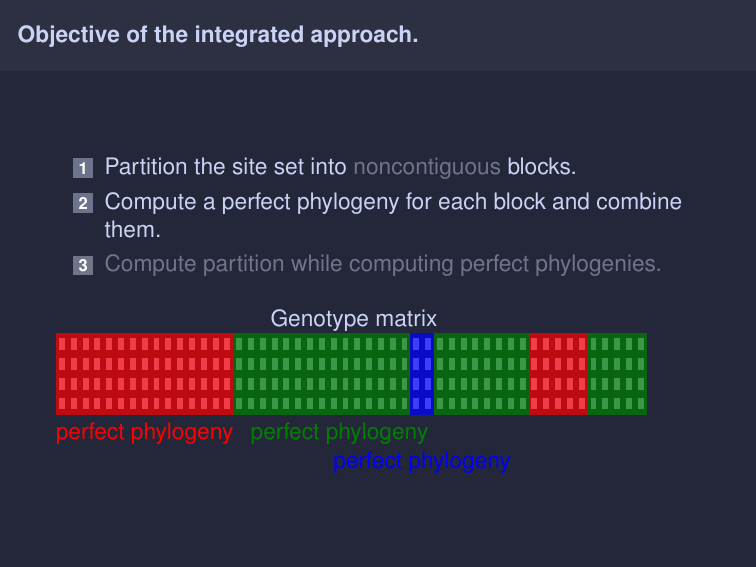 Objective of the integrated approach.
1 Partition the site set into noncontiguous blocks.
2 Compute a perfect phylogeny for each block and combine
them.
3 Compute partition while computing perfect phylogenies.
Genotype matrix
perfect phylogeny perfect phylogeny
perfect phylogeny